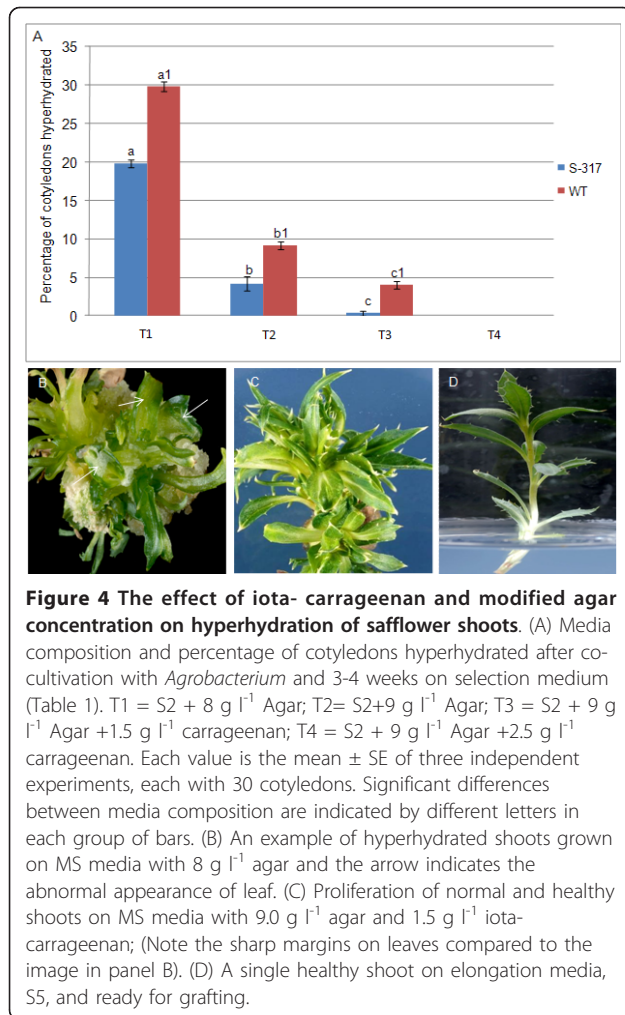 A
35
30
25
20
15
10
5
0
Percentage of cotyledons hyperhydrated
a
a1
b
b1
c
c1
T1
T2
T3
T4
S-317
WT
B
C
D
Figure 4 The effect of iota- carrageenan and modified agar
concentration on hyperhydration of safflower shoots. (A) Media
composition and percentage of cotyledons hyperhydrated after co-
cultivation with Agrobacterium and 3-4 weeks on selection medium
(Table 1). T1 = S2 + 8 g l⁻¹ Agar; T2= S2+9 g l⁻¹ Agar; T3 = S2 + 9 g
l⁻¹ Agar +1.5 g l⁻¹ carrageenan; T4 = S2 + 9 g l⁻¹ Agar +2.5 g l⁻¹
carrageenan. Each value is the mean ± SE of three independent
experiments, each with 30 cotyledons. Significant differences
between media composition are indicated by different letters in
each group of bars. (B) An example of hyperhydrated shoots grown
on MS media with 8 g l⁻¹ agar and the arrow indicates the
abnormal appearance of leaf. (C) Proliferation of normal and healthy
shoots on MS media with 9.0 g l⁻¹ agar and 1.5 g l⁻¹ iota-
carrageenan; (Note the sharp margins on leaves compared to the
image in panel B). (D) A single healthy shoot on elongation media,
S5, and ready for grafting.